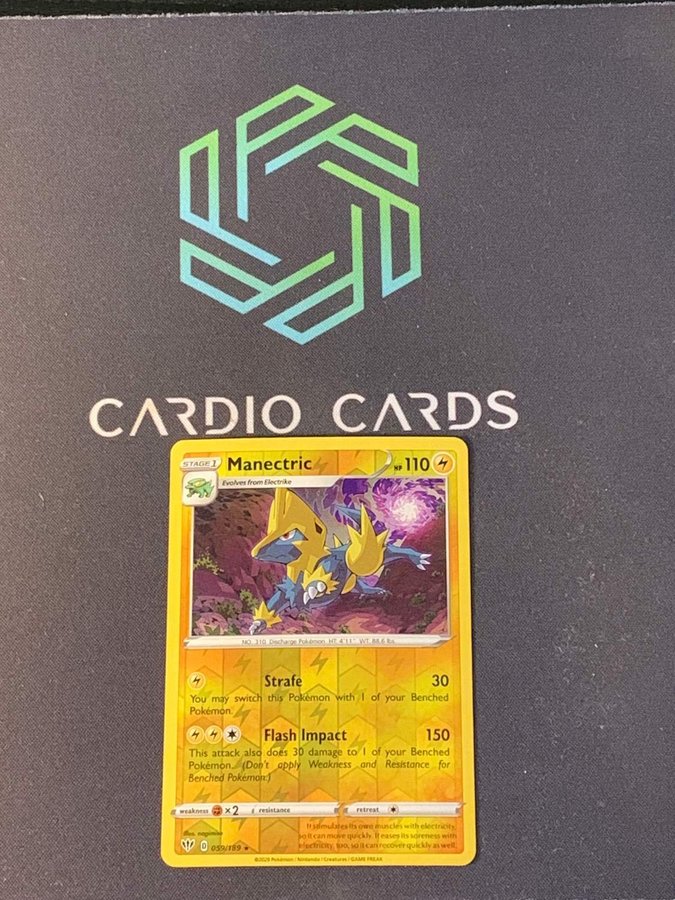 CARDIO CARDS
STAGE 1 Manectric HP 110
Evolves from Electrike
NO. 310 Discharge Pokémon HT: 4'11" WT: 88.6 lbs
Strafe 30
You may switch this Pokémon with 1 of your Benched
Pokémon.
Flash Impact 150
This attack also does 30 damage to 1 of your Benched
Pokémon. (Don't apply Weakness and Resistance for
Benched Pokémon.)
weakness ×2 resistance retreat
Illus. nagimiso
It stimulates its own muscles with electricity,
so it can move quickly. It eases its soreness with
electricity, too, so it can recover quickly as well.
D 059/189 ★
©2020 Pokémon / Nintendo / Creatures / GAME FREAK